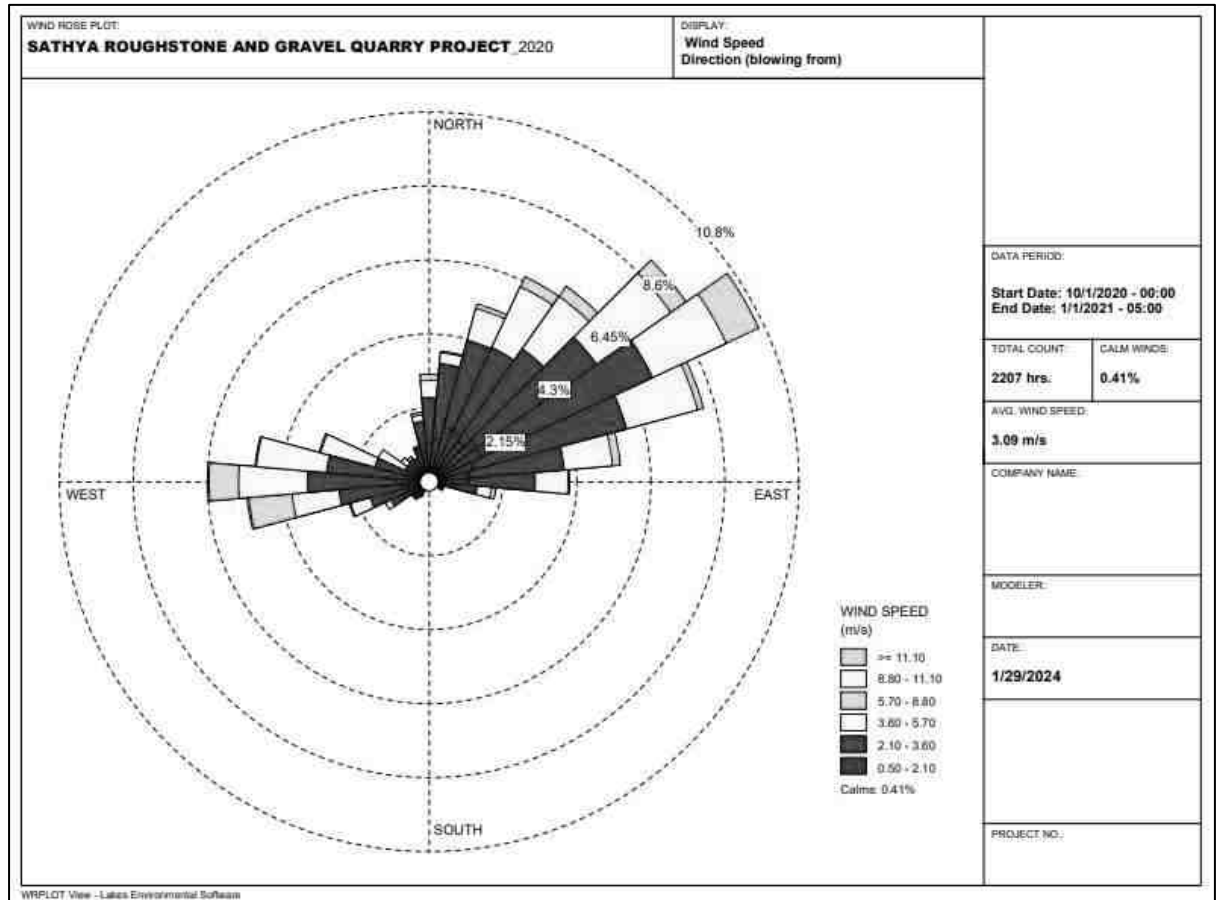 WIND ROSE PLOT:
SATHYA ROUGHSTONE AND GRAVEL QUARRY PROJECT_2020
DISPLAY:
Wind Speed
Direction (blowing from)
NORTH
10.8%
8.6%
6.45%
4.3%
2.15%
WEST
EAST
SOUTH
WIND SPEED
(m/s)
>= 11.10
8.80 - 11.10
5.70 - 8.80
3.60 - 5.70
2.10 - 3.60
0.50 - 2.10
Calms: 0.41%
DATA PERIOD:
Start Date: 10/1/2020 - 00:00
End Date: 1/1/2021 - 05:00
TOTAL COUNT:
2207 hrs.
CALM WINDS:
0.41%
AVG. WIND SPEED:
3.09 m/s
COMPANY NAME:
MODELER:
DATE:
1/29/2024
PROJECT NO.:
WRPLOT View - Lakes Environmental Software